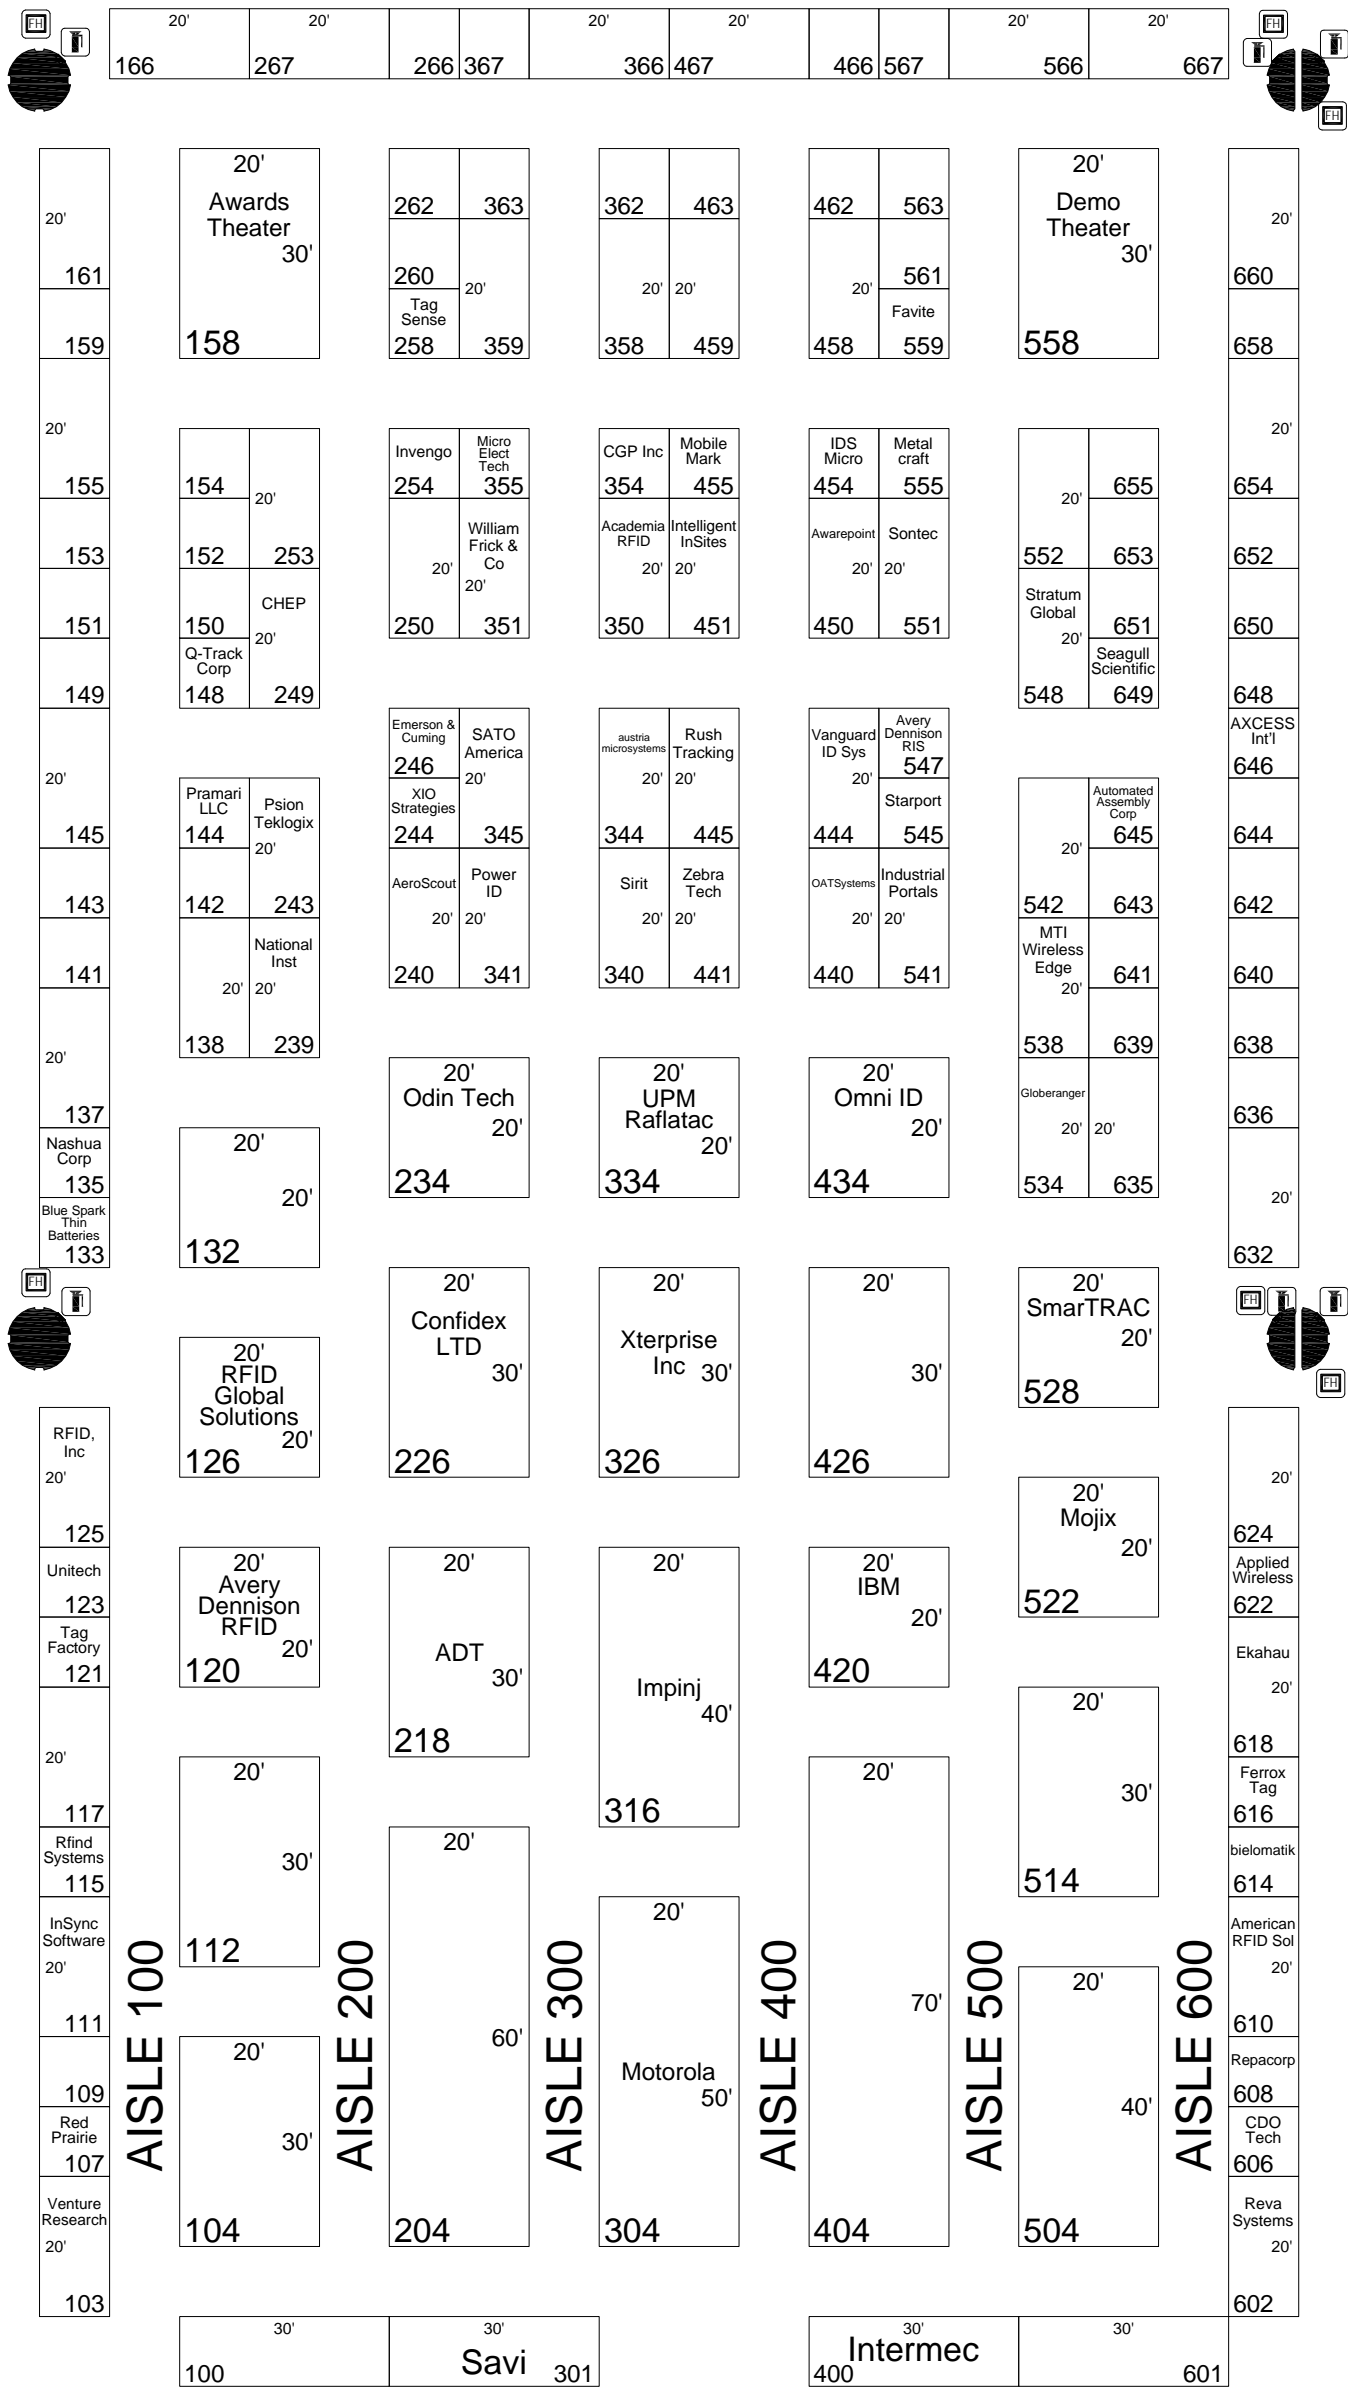 FH
20'
20'
20'
20'
20'
20'
FH
166
267
266
367
366
467
466
567
566
667
FH
20'
161
159
20'
155
153
151
149
20'
145
143
141
20'
137
Nashua
Corp
135
Blue Spark
Thin
Batteries
133
FH
RFID,
Inc
20'
125
Unitech
123
Tag
Factory
121
20'
117
Rfind
Systems
115
InSync
Software
20'
111
109
Red
Prairie
107
Venture
Research
20'
103
AISLE 100
20'
Awards
Theater
30'
158
154
20'
152
253
150
CHEP
20'
Q-Track
Corp
148
249
Pramari
LLC
144
Psion
Teklogix
20'
142
243
20'
138
National
Inst
20'
239
20'
20'
132
20'
RFID
Global
Solutions
20'
126
20'
Avery
Dennison
RFID
20'
120
20'
30'
112
20'
30'
104
AISLE 200
262
363
260
20'
Tag
Sense
258
359
Invengo
254
Micro
Elect
Tech
355
20'
250
William
Frick &
Co
20'
351
Emerson &
Cuming
246
SATO
America
20'
345
XIO
Strategies
244
AeroScout
20'
240
Power
ID
20'
341
20'
Odin Tech
20'
234
20'
Confidex
LTD
30'
226
20'
ADT
30'
218
20'
60'
204
AISLE 300
362
463
20'
358
20'
459
CGP Inc
354
Mobile
Mark
455
Academia
RFID
20'
350
Intelligent
InSites
20'
451
austria
microsystems
20'
344
Rush
Tracking
20'
445
Sirit
20'
340
Zebra
Tech
20'
441
20'
UPM
Raflatac
20'
334
20'
Xterprise
Inc
30'
326
20'
Impinj
40'
316
20'
Motorola
50'
304
AISLE 400
462
563
20'
458
561
Favite
559
IDS
Micro
454
Metal
craft
555
Awarepoint
20'
450
Sontec
20'
551
Vanguard
ID Sys
20'
444
Avery
Dennison
RIS
547
Starport
545
OATSystems
20'
440
Industrial
Portals
20'
541
20'
Omni ID
20'
434
20'
30'
426
20'
IBM
20'
420
20'
70'
404
AISLE 500
20'
Demo
Theater
30'
558
20'
552
655
653
Stratum
Global
20'
548
651
Seagull
Scientific
649
20'
542
Automated
Assembly
Corp
645
643
MTI
Wireless
Edge
20'
538
641
639
Globeranger
20'
534
20'
635
20'
SmarTRAC
20'
528
20'
Mojix
20'
522
20'
30'
514
20'
40'
504
AISLE 600
20'
660
658
20'
654
652
650
648
AXCESS
Int'l
646
644
642
640
638
636
20'
632
FH
FH
20'
624
Applied
Wireless
622
Ekahau
20'
618
Ferrox
Tag
616
bielomatik
614
American
RFID Sol
20'
610
Repacorp
608
CDO
Tech
606
Reva
Systems
20'
602
30'
100
30'
Savi
301
30'
Intermec
400
30'
601